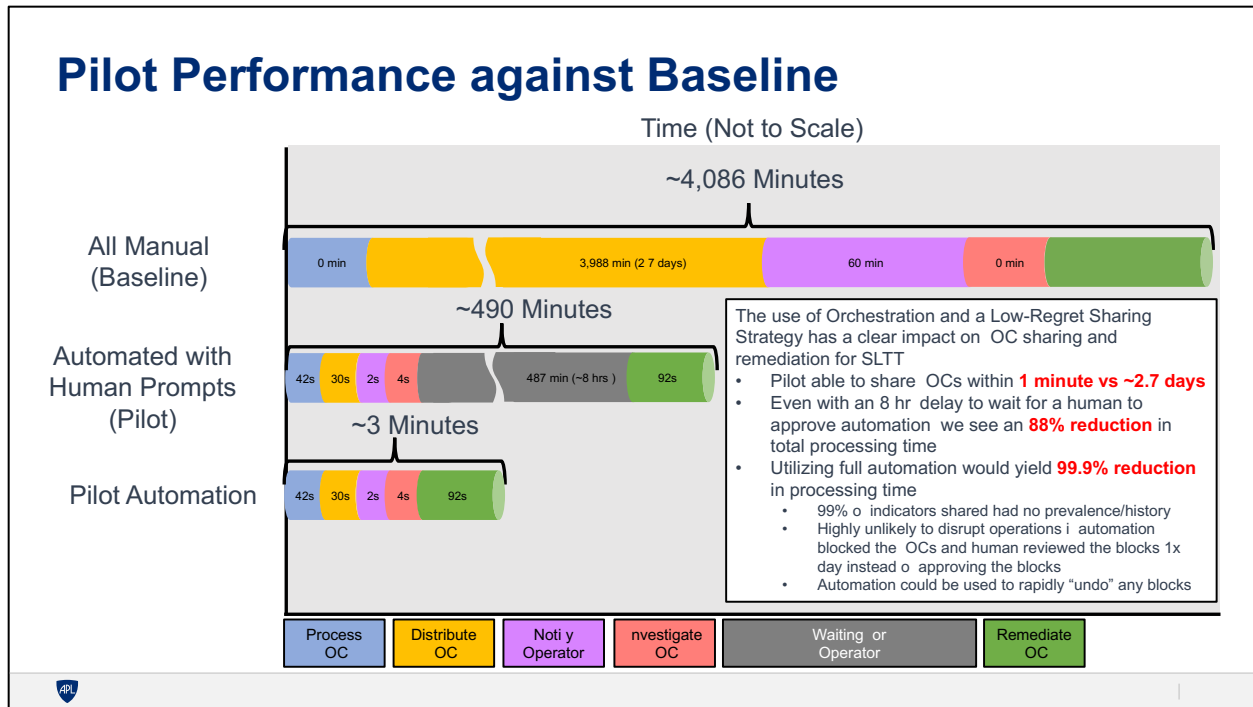 Pilot Performance against Baseline
Time (Not to Scale)
~4,086 Minutes
All Manual
(Baseline)
0 min
3,988 min (2 7 days)
60 min
0 min
~490 Minutes
Automated with
Human Prompts
(Pilot)
42s
30s
2s
4s
487 min (~8 hrs )
92s
~3 Minutes
Pilot Automation
42s
30s
2s
4s
92s
The use of Orchestration and a Low-Regret Sharing
Strategy has a clear impact on OC sharing and
remediation for SLTT
• Pilot able to share OCs within 1 minute vs ~2.7 days
• Even with an 8 hr delay to wait for a human to
approve automation we see an 88% reduction in
total processing time
• Utilizing full automation would yield 99.9% reduction
in processing time
• 99% o indicators shared had no prevalence/history
• Highly unlikely to disrupt operations i automation
blocked the OCs and human reviewed the blocks 1x
day instead o approving the blocks
• Automation could be used to rapidly “undo” any blocks
Process
OC
Distribute
OC
Noti y
Operator
nvestigate
OC
Waiting or
Operator
Remediate
OC
APL